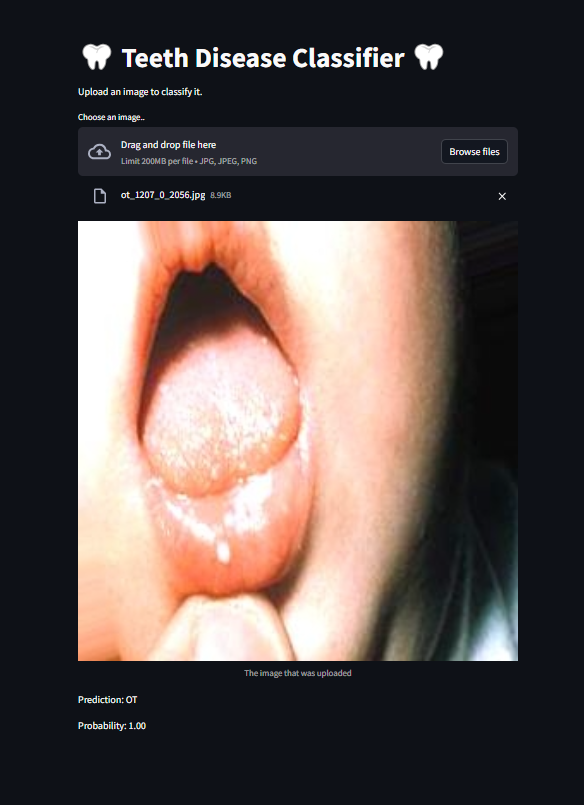 🦷 Teeth Disease Classifier 🦷
Upload an image to classify it.
Choose an image..
Drag and drop file here
Limit 200MB per file • JPG, JPEG, PNG
Browse files
ot_1207_0_2056.jpg 8.9KB
The image that was uploaded
Prediction: OT
Probability: 1.00